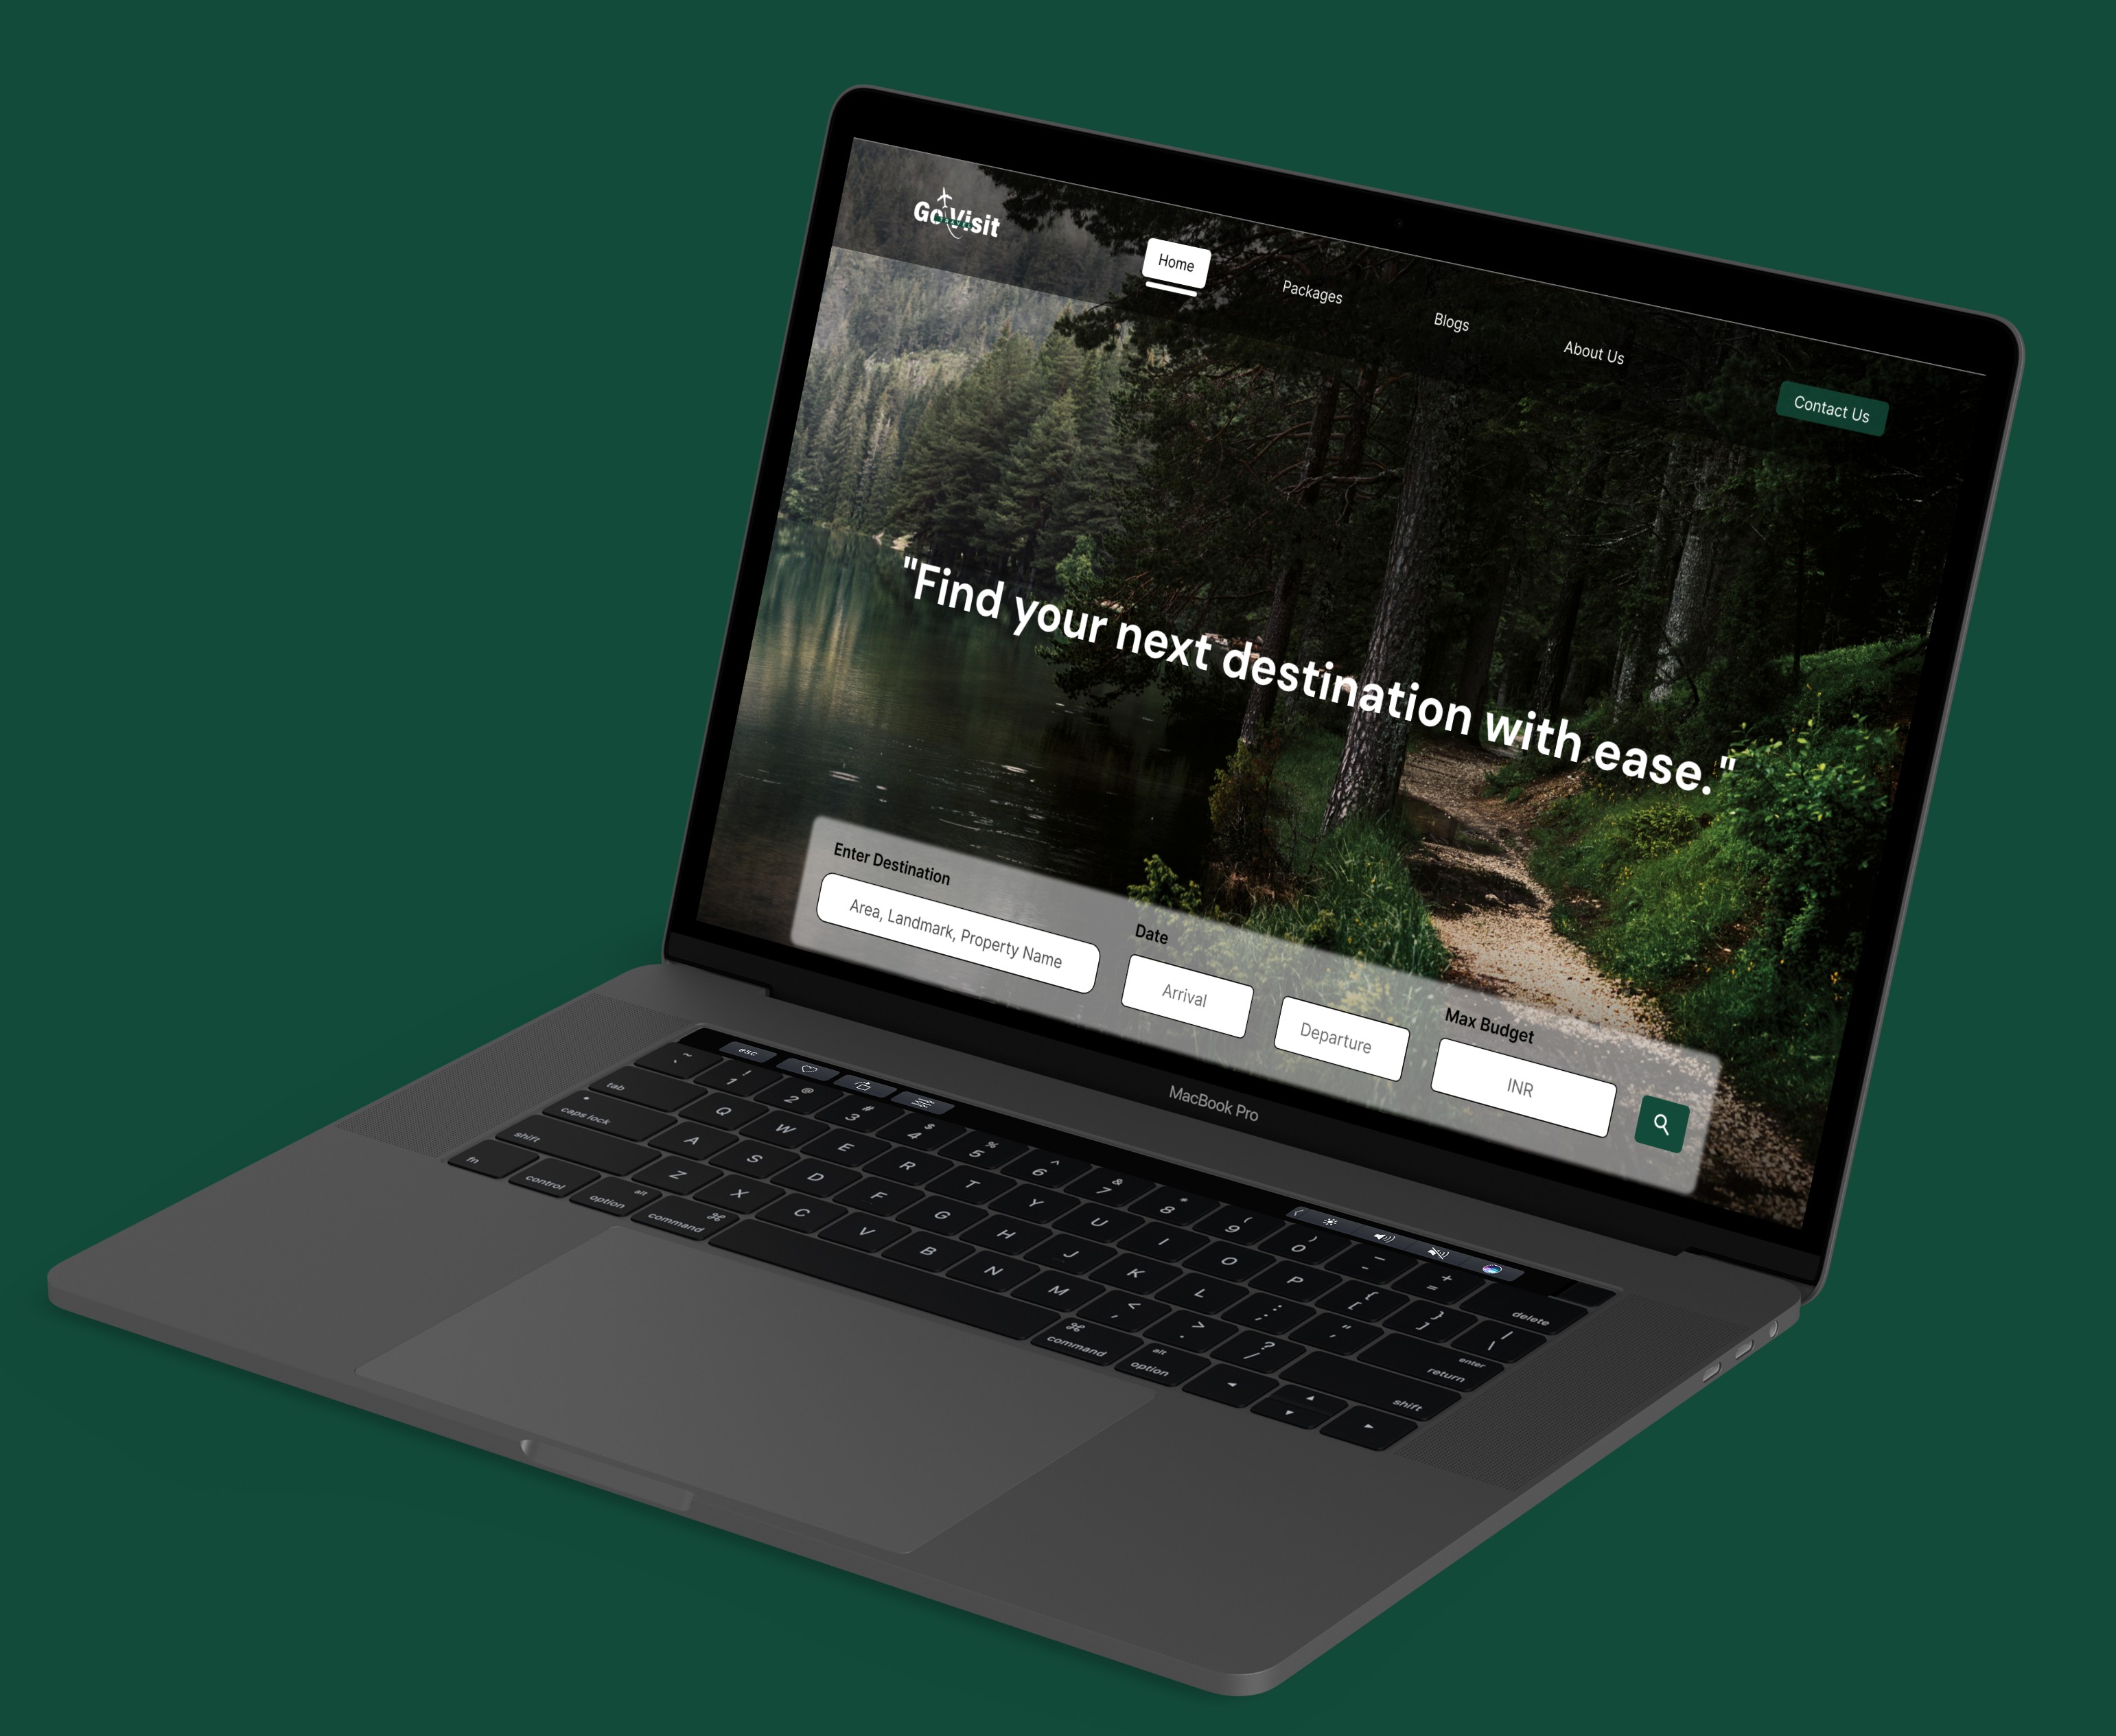 Go Visit
Home
Packages
Blogs
About Us
Contact Us
"Find your next destination with ease."
Enter Destination
Area, Landmark, Property Name
Date
Arrival
Departure
Max Budget
INR
MacBook Pro
esc
~ ` ! 1 @ 2 # 3 $ 4 % 5 ^ 6 & 7 * 8 ( 9 ) 0 _ - + = delete
tab Q W E R T Y U I O P { [ } ] | \
caps lock A S D F G H J K L : ; " ' enter return
shift Z X C V B N M < , > . ? / shift
fn control alt option ⌘ command ⌘ command alt option ◄ ▲ ▼ ►